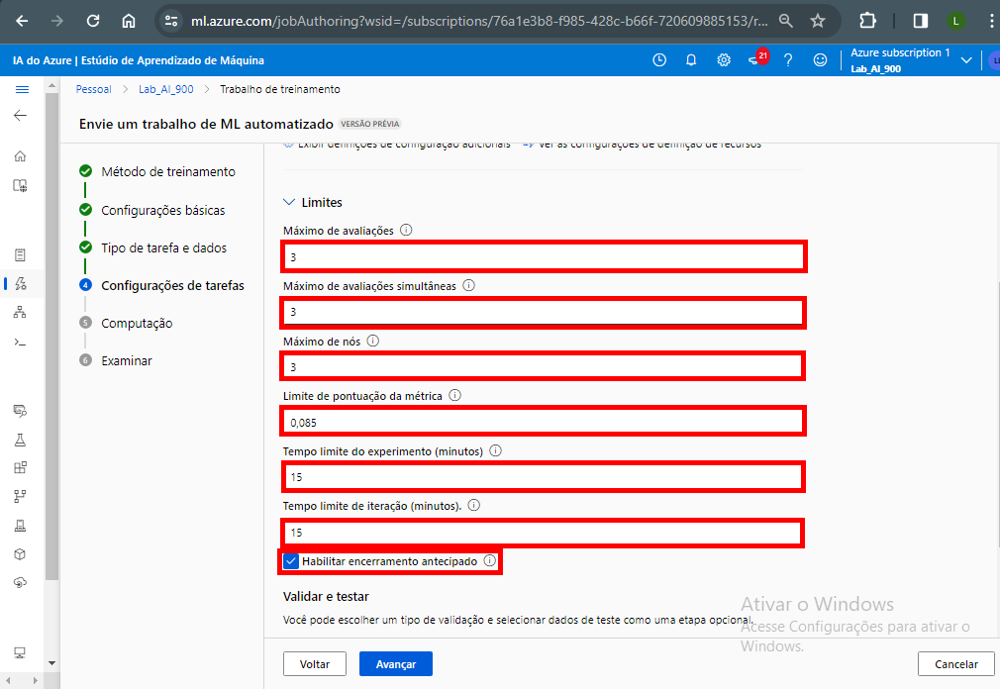 ml.azure.com/jobAuthoring?wsid=/subscriptions/76a1e3b8-f985-428c-b66f-720609885153/r...
L
IA do Azure | Estúdio de Aprendizado de Máquina
21
?
Azure subscription 1
Lab_AI_900
Pessoal > Lab_AI_900 > Trabalho de treinamento
Envie um trabalho de ML automatizado VERSÃO PRÉVIA
Exibir definições de configuração adicionais
Ver as configurações de definição de recursos
Método de treinamento
Configurações básicas
Tipo de tarefa e dados
4 Configurações de tarefas
5 Computação
6 Examinar
Limites
Máximo de avaliações
3
Máximo de avaliações simultâneas
3
Máximo de nós
3
Limite de pontuação da métrica
0,085
Tempo limite do experimento (minutos)
15
Tempo limite de iteração (minutos).
15
Habilitar encerramento antecipado
Validar e testar
Você pode escolher um tipo de validação e selecionar dados de teste como uma etapa opcional.
Ativar o Windows
Acesse Configurações para ativar o
Windows.
Voltar
Avançar
Cancelar